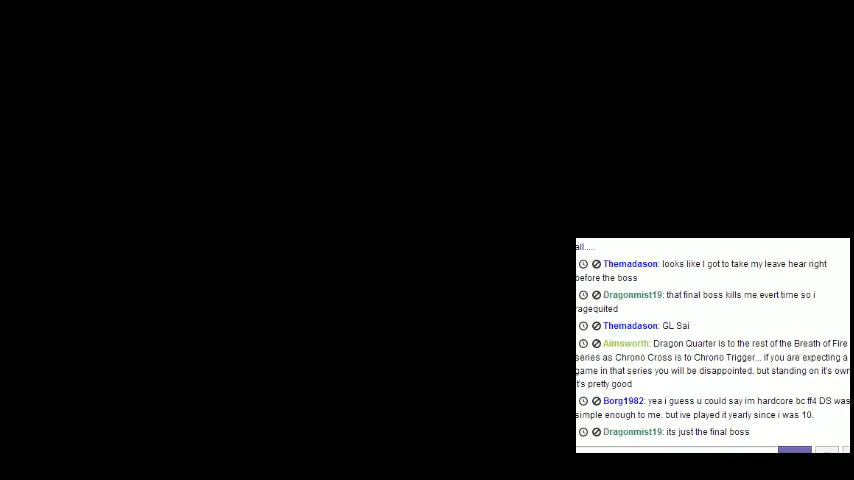 all.....
Themadason: looks like I got to take my leave hear right
before the boss
Dragonmist19: that final boss kills me evert time so i
ragequited
Themadason: GL Sai
Aimsworth: Dragon Quarter is to the rest of the Breath of Fire
series as Chrono Cross is to Chrono Trigger... if you are expecting a
game in that series you will be disappointed, but standing on it's own
it's pretty good
Borg1982: yea i guess u could say im hardcore bc ff4 DS was
simple enough to me. but ive played it yearly since i was 10.
Dragonmist19: its just the final boss